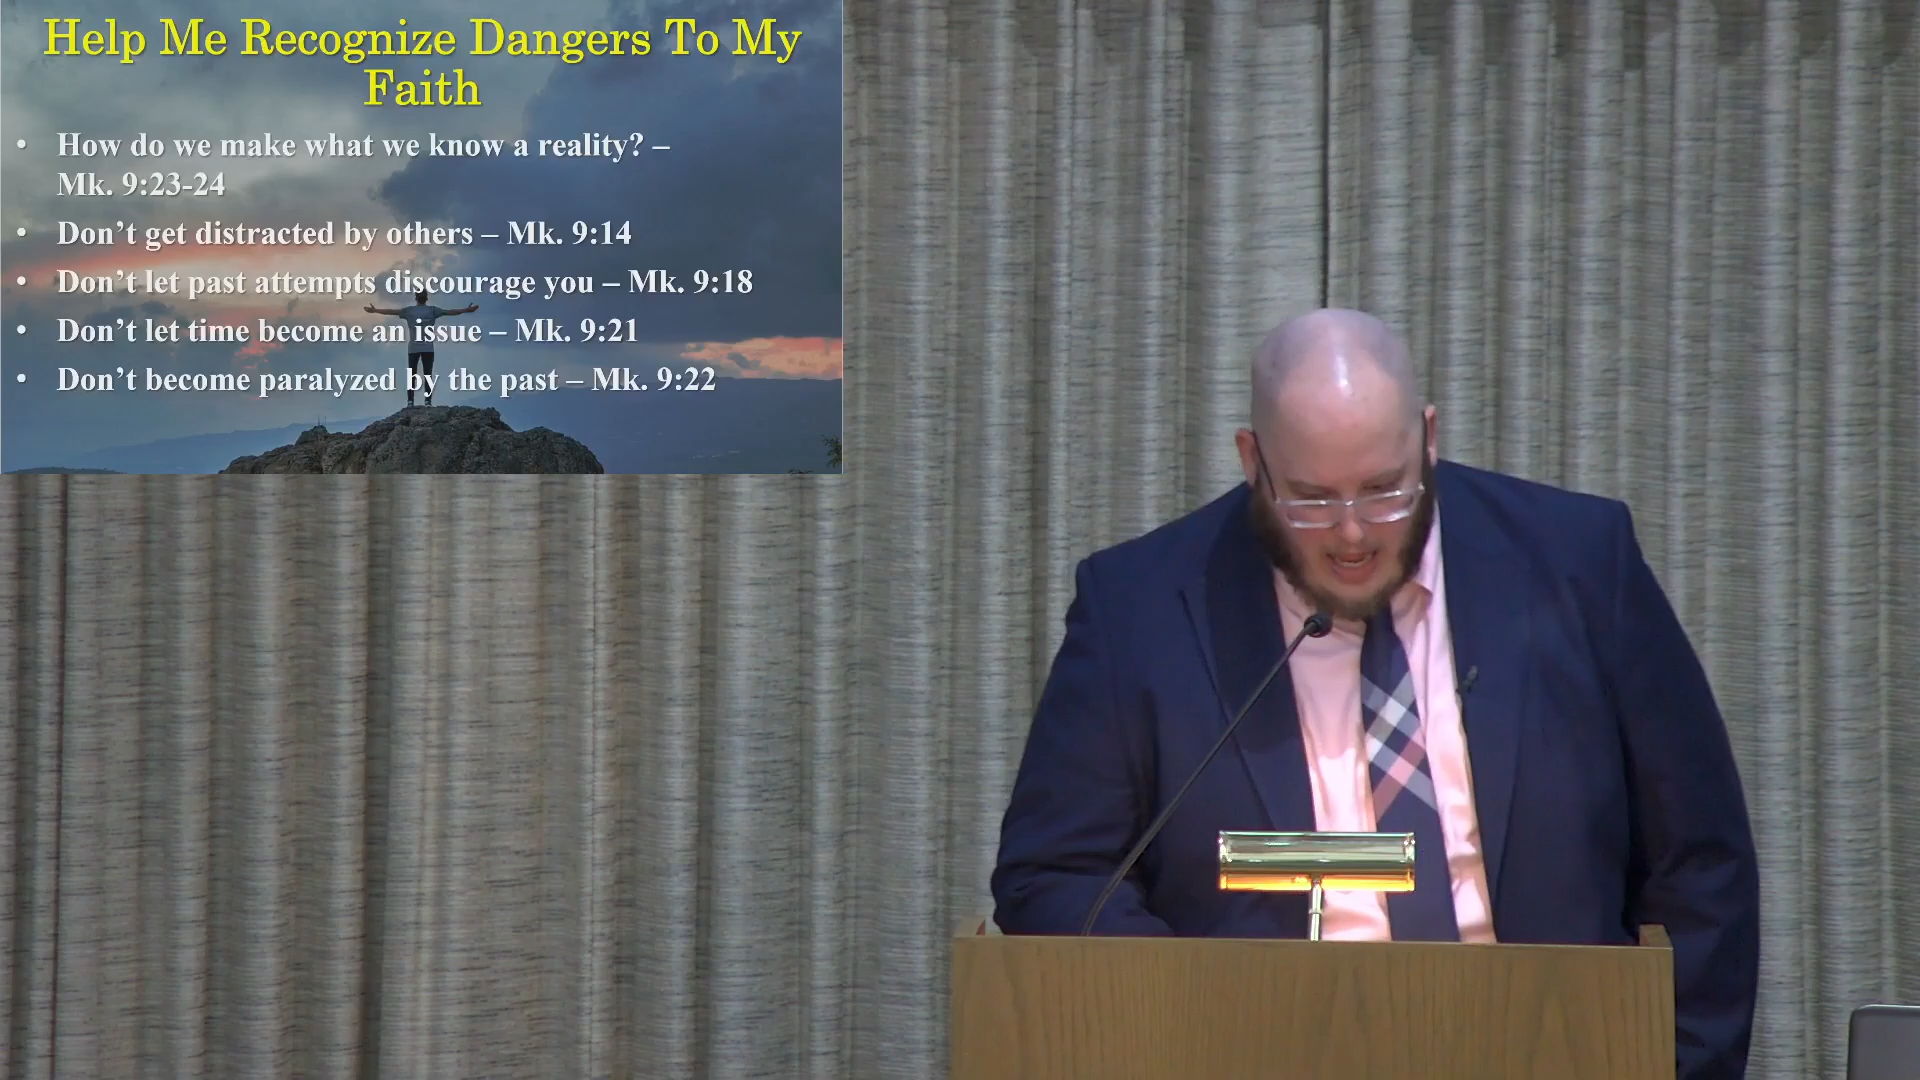 Help Me Recognize Dangers To My
Faith
• How do we make what we know a reality? –
Mk. 9:23-24
• Don’t get distracted by others – Mk. 9:14
• Don’t let past attempts discourage you – Mk. 9:18
• Don’t let time become an issue – Mk. 9:21
• Don’t become paralyzed by the past – Mk. 9:22